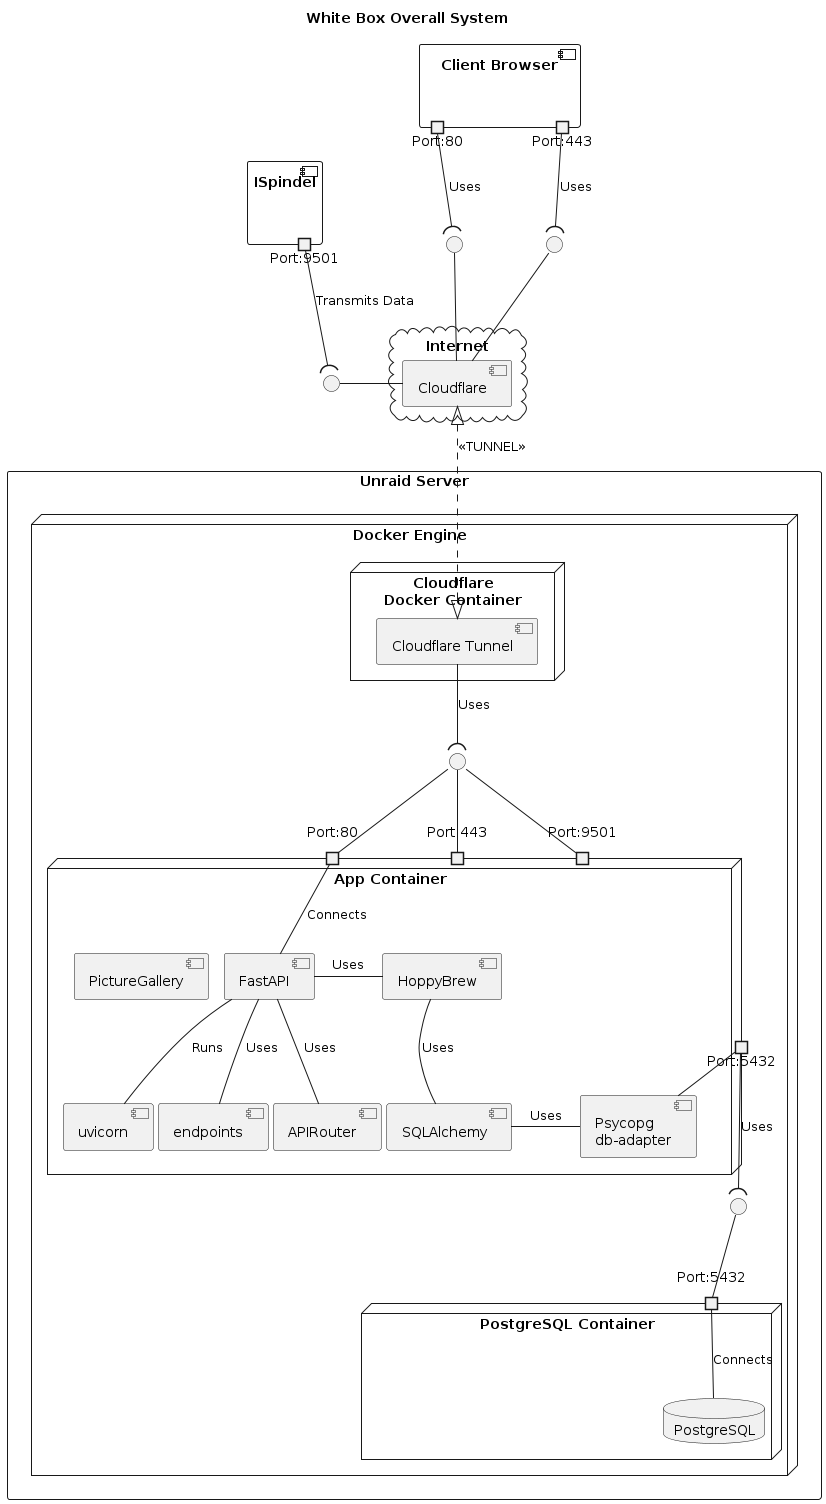 White Box Overall System
Client Browser
Port:80
Port:443
ISpindel
Uses
Uses
Port:9501
Transmits Data
Internet
Cloudflare
«TUNNEL»
Unraid Server
Docker Engine
Cloudflare
Docker Container
Cloudflare Tunnel
Uses
Port:80
Port:443
Port:9501
App Container
Connects
PictureGallery
FastAPI
Uses
HoppyBrew
Runs
Uses
Uses
Uses
Port:5432
uvicorn
endpoints
APIRouter
SQLAlchemy
Uses
Psycopg
db-adapter
Uses
Port:5432
PostgreSQL Container
Connects
PostgreSQL